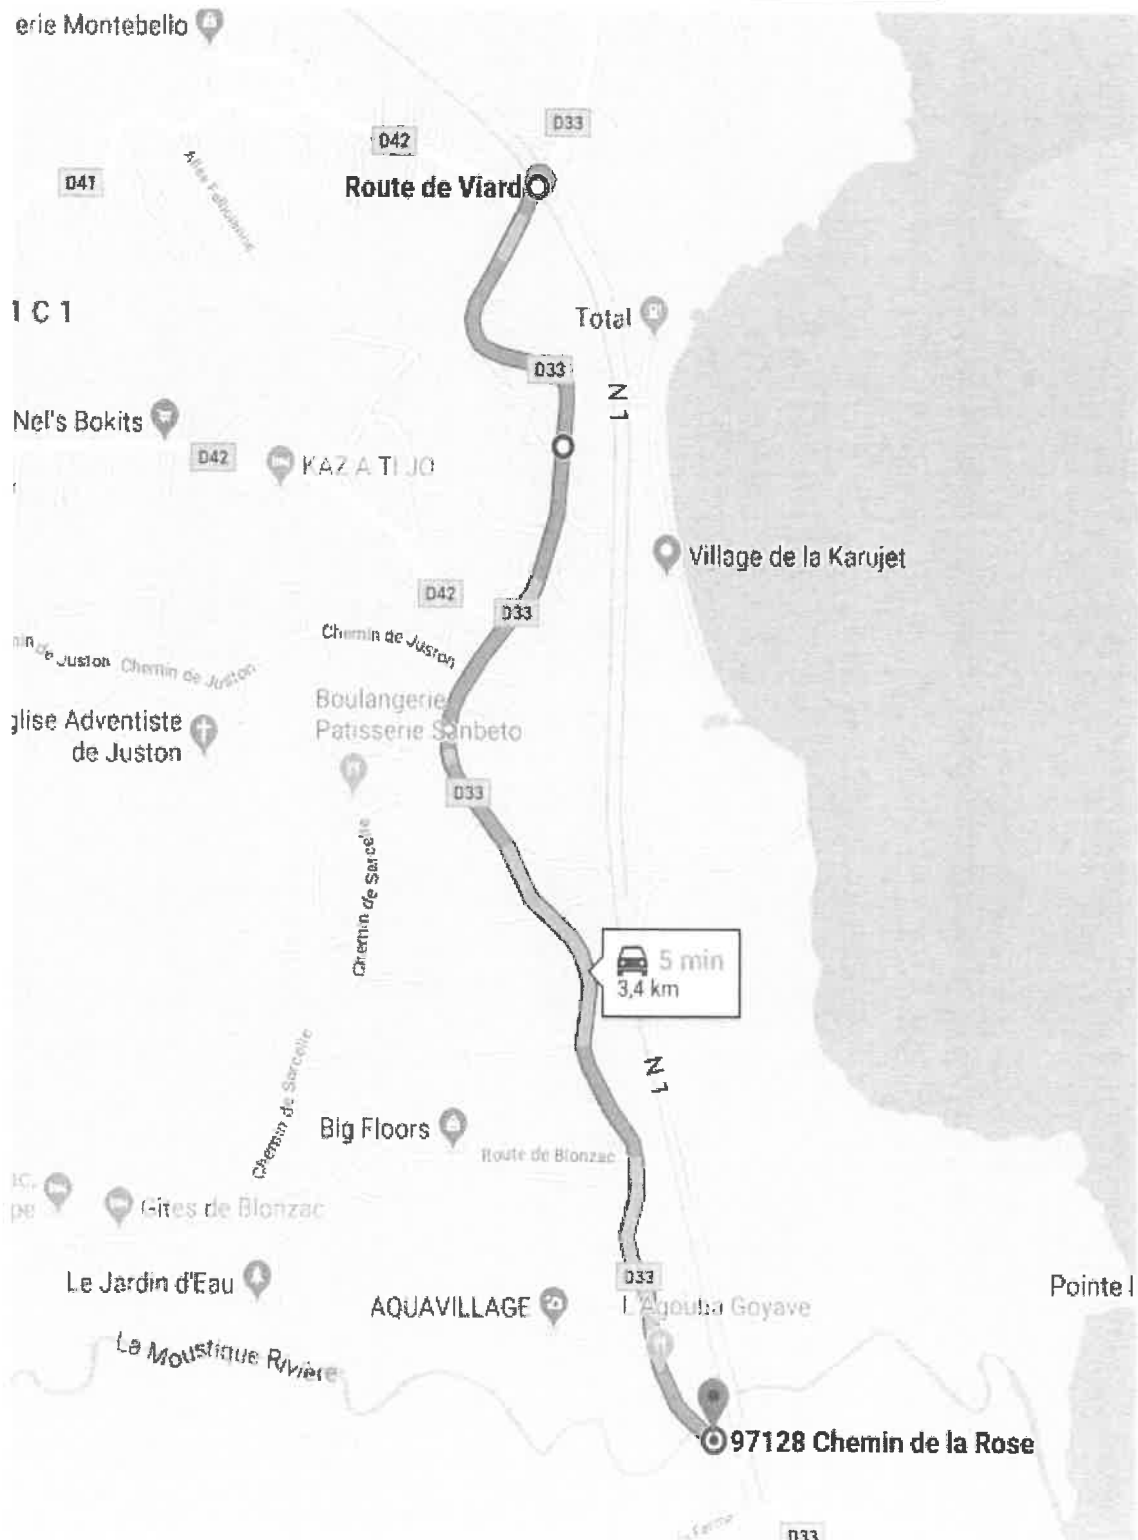 erie Montebello
D33
D42
D41
Route de Viard
1 C 1
Total
D33
N 1
Nel's Bokits
D42
KAZ A TI JO
Village de la Karujet
D42
D33
Chemin de Juston
de Juston
Chemin de Juston
Boulangerie
Patisserie Sanbeto
glise Adventiste
de Juston
D33
Chemin de Sarcelle
5 min
3,4 km
N 1
Chemin de Sarcelle
Big Floors
Route de Blonzac
Gîtes de Blonzac
Le Jardin d'Eau
D33
AQUAVILLAGE
L'Agouba Goyave
Pointe
La Moustique Rivière
97128 Chemin de la Rose
D33